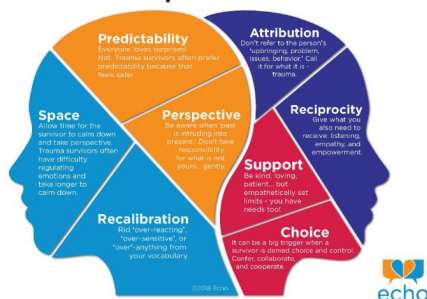 Predictability
Everyone loves surprises!
Not. Trauma survivors often prefer
predictability because that
feels safer.
Attribution
Don't refer to the person's
'upbringing, problem,
issues, behavior.' Call
it for what it is -
trauma.
Space
Allow time for the
survivor to calm down
and take perspective.
Trauma survivors often
have difficulty
regulating
emotions and
take longer to
calm down.
Perspective
Be aware when 'past
is intruding into
present.' Don't take
responsibility
for what is not
yours... gently.
Reciprocity
Give what you
also need to
receive: listening,
empathy, and
empowerment.
Support
Be kind, loving,
patient... but
empathetically set
limits - you have
needs too!
Recalibration
Rid 'over-reacting',
'over-sensitive', or
'over'-anything from
your vocabulary.
Choice
It can be a big trigger when a
survivor is denied choice and control.
Confer, collaborate,
and cooperate.
©2018 Echo
echo